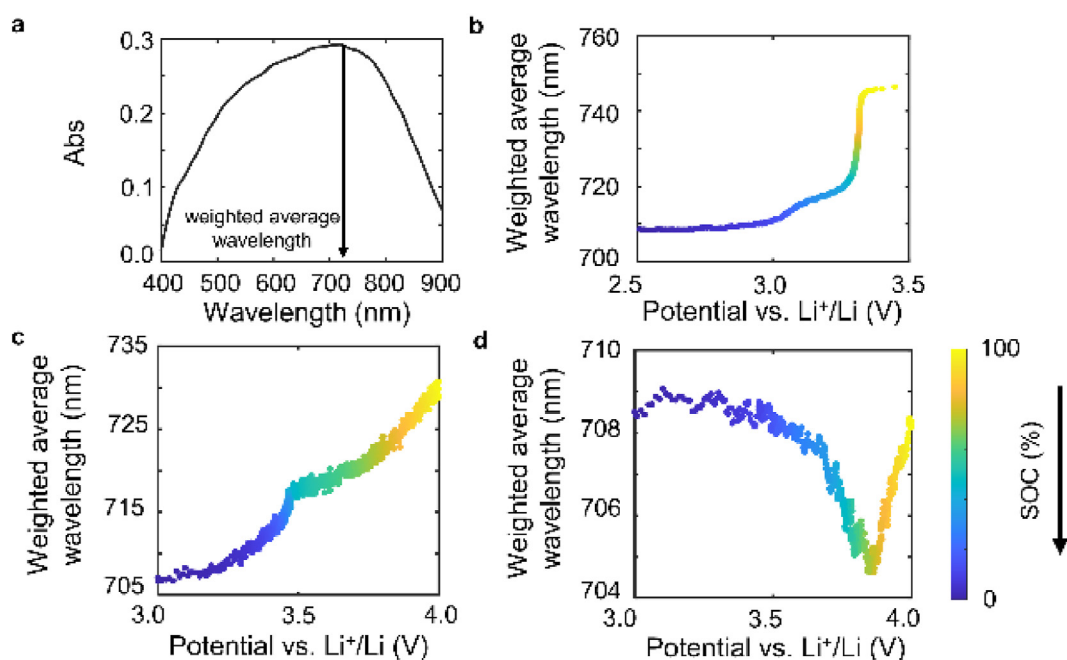 a
0.3
0.2
0.1
0.0
Abs
weighted average
wavelength
400 500 600 700 800 900
Wavelength (nm)
b
760
740
720
700
Weighted average
wavelength (nm)
2.5 3.0 3.5
Potential vs. Li⁺/Li (V)
c
735
725
715
705
Weighted average
wavelength (nm)
3.0 3.5 4.0
Potential vs. Li⁺/Li (V)
d
710
708
706
704
Weighted average
wavelength (nm)
3.0 3.5 4.0
Potential vs. Li⁺/Li (V)
100
0
SOC (%)